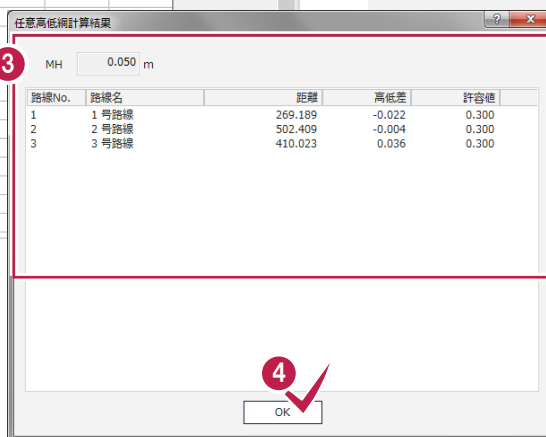 任意高低網計算結果
? x
3
MH 0.050 m
路線No. 路線名 距離 高低差 許容値
1 1 号路線 269.189 -0.022 0.300
2 2 号路線 502.409 -0.004 0.300
3 3 号路線 410.023 0.036 0.300
4
OK